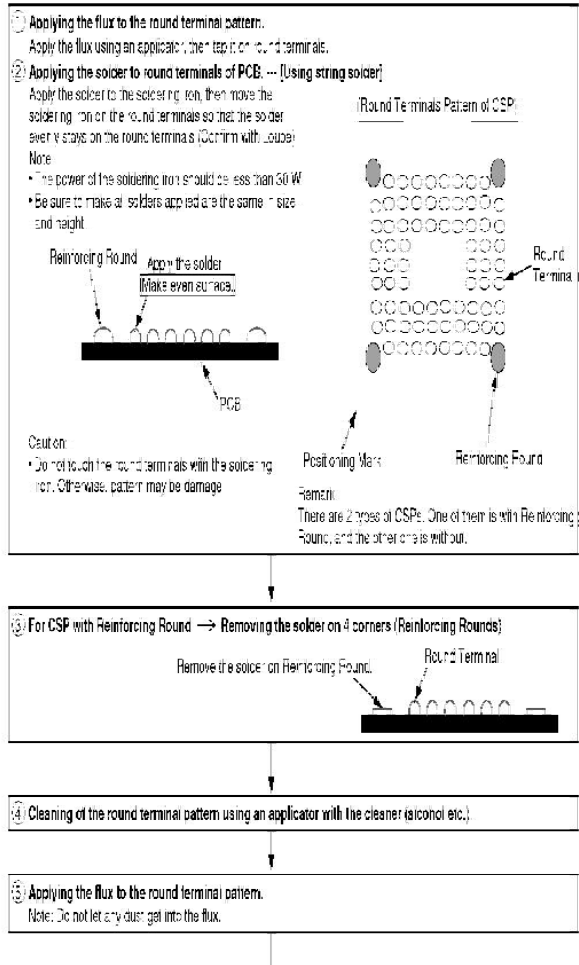 ① Applying the flux to the round terminal pattern.
Apply the flux using an applicator, then tap it on round terminals.
② Applying the solder to round terminals of PCB. --- [Using string solder]
Apply the solder to the soldering iron, then move the
soldering iron on the round terminals so that the solder
evenly stays on the round terminals (Confirm with Loupe)
Note
• The power of the soldering iron should be less than 30 W
• Be sure to make all solders applied are the same in size
and height
(Round Terminals Pattern of CSP)
Reinforcing Round
Apply the solder
(Make even surface.)
PCB
Round
Terminal
Caution:
• Do not touch the round terminals with the soldering
iron. Otherwise, pattern may be damage
Positioning Mark
Reinforcing Round
Remark:
There are 2 types of CSPs. One of them is with Reinforcing
Round, and the other one is without.
③ For CSP with Reinforcing Round → Removing the solder on 4 corners (Reinforcing Rounds)
Remove the solder on Reinforcing Round.
Round Terminal
④ Cleaning of the round terminal pattern using an applicator with the cleaner (alcohol etc.)
⑤ Applying the flux to the round terminal pattern.
Note: Do not let any dust get into the flux.